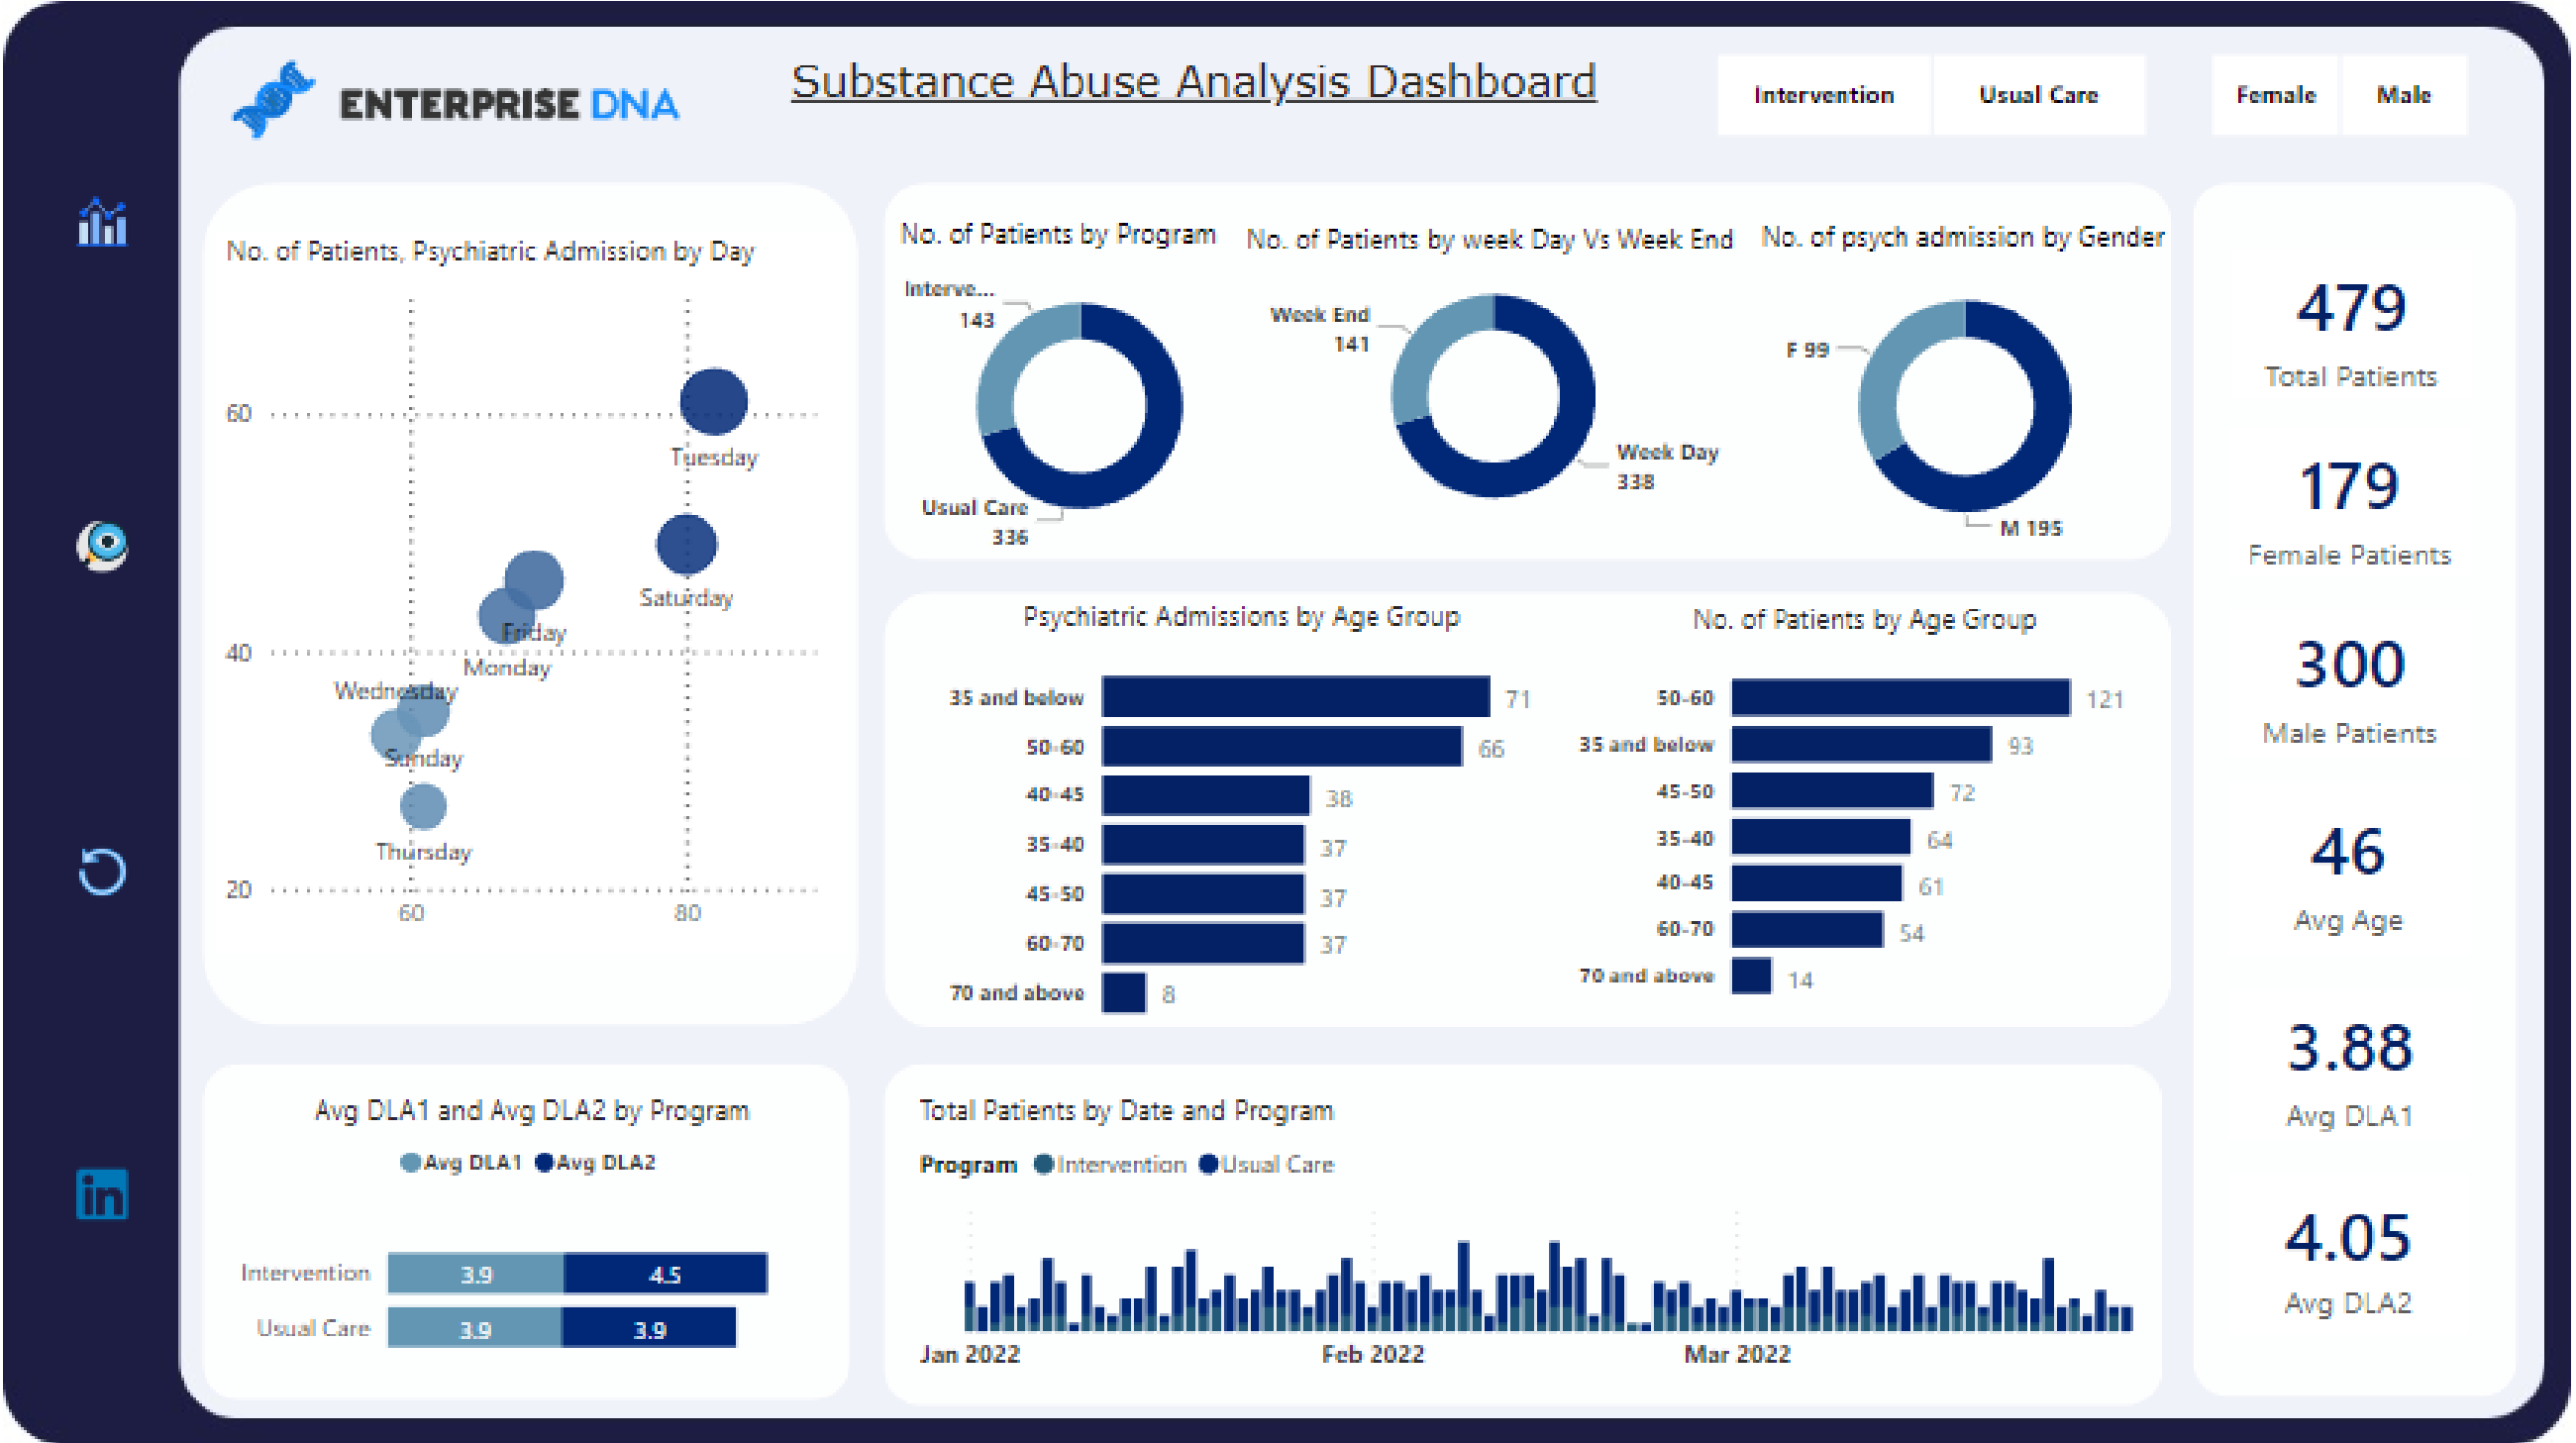 ENTERPRISE DNA
Substance Abuse Analysis Dashboard
Intervention
Usual Care
Female
Male
No. of Patients, Psychiatric Admission by Day
60
40
20
60
80
Tuesday
Saturday
Friday
Monday
Wednesday
Sunday
Thursday
No. of Patients by Program
Interve...
143
Usual Care
336
No. of Patients by week Day Vs Week End
Week End
141
Week Day
338
No. of psych admission by Gender
F 99
M 195
Psychiatric Admissions by Age Group
35 and below 71
50-60 66
40-45 38
35-40 37
45-50 37
60-70 37
70 and above 8
No. of Patients by Age Group
50-60 121
35 and below 93
45-50 72
35-40 64
40-45 61
60-70 54
70 and above 14
479
Total Patients
179
Female Patients
300
Male Patients
46
Avg Age
3.88
Avg DLA1
4.05
Avg DLA2
Avg DLA1 and Avg DLA2 by Program
Avg DLA1 Avg DLA2
Intervention 3.9 4.5
Usual Care 3.9 3.9
Total Patients by Date and Program
Program Intervention Usual Care
Jan 2022 Feb 2022 Mar 2022
in